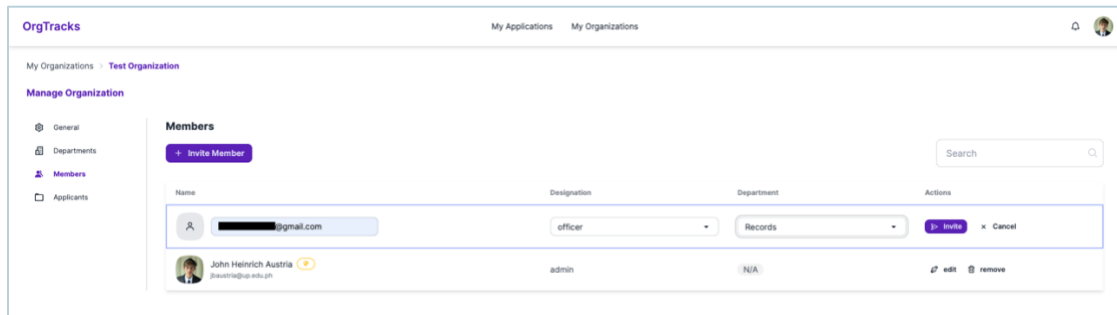 OrgTracks My Applications My Organizations
My Organizations > Test Organization
Manage Organization
General
Departments
Members
Applicants
Members
+ Invite Member
Search
Name Designation Department Actions
@gmail.com officer Records Invite × Cancel
John Heinrich Austria admin N/A edit remove
jbaustria@up.edu.ph